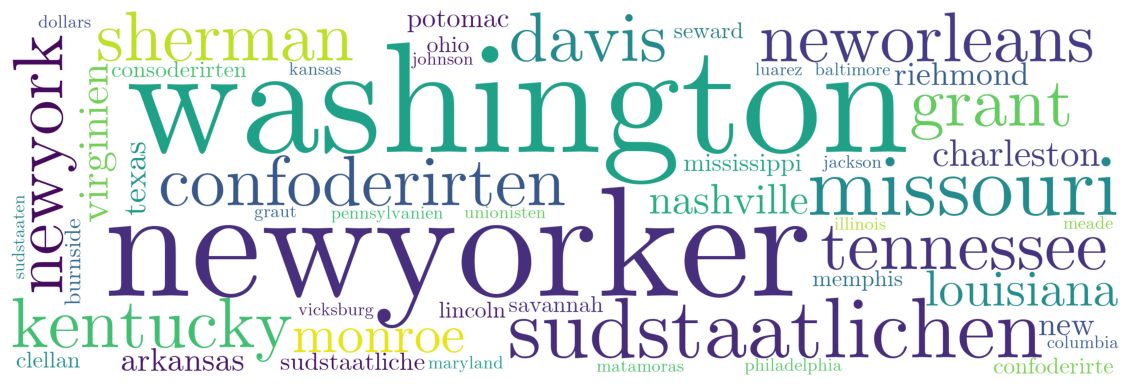 dollars
sherman
potomac
ohio
johnson
davis
seward
neworleans
consoderirten
kansas
luarez
baltimore
riehmond
newyork
virginien
washington
grant
texas
confoderirten
mississippi
jackson
charleston
graut
pennsylvanien
unionisten
nashville
missouri
sudstaaten
burnside
newyorker
illinois
meade
tennessee
memphis
louisiana
kentucky
vicksburg
monroe
lincoln
savannah
sudstaatlichen
new
columbia
clellan
arkansas
sudstaatliche
maryland
matamoras
philadelphia
confoderirte